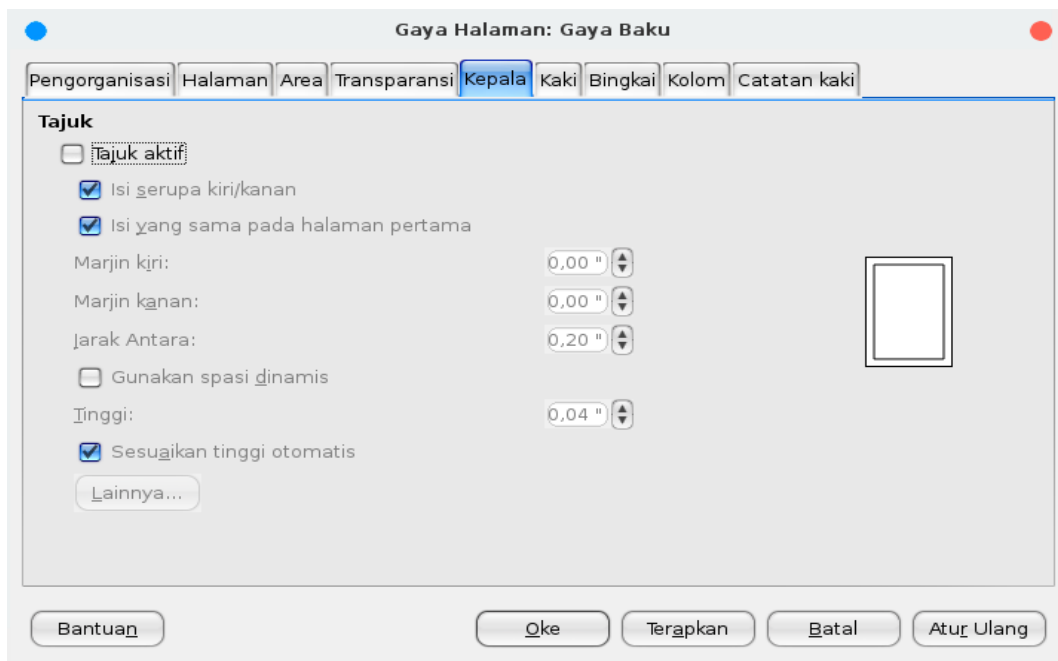 Gaya Halaman: Gaya Baku
Pengorganisasi Halaman Area Transparansi Kepala Kaki Bingkai Kolom Catatan kaki
Tajuk
Tajuk aktif
Isi serupa kiri/kanan
Isi yang sama pada halaman pertama
Marjin kiri: 0,00 "
Marjin kanan: 0,00 "
Jarak Antara: 0,20 "
Gunakan spasi dinamis
Tinggi: 0,04 "
Sesuaikan tinggi otomatis
Lainnya...
Bantuan Oke Terapkan Batal Atur Ulang